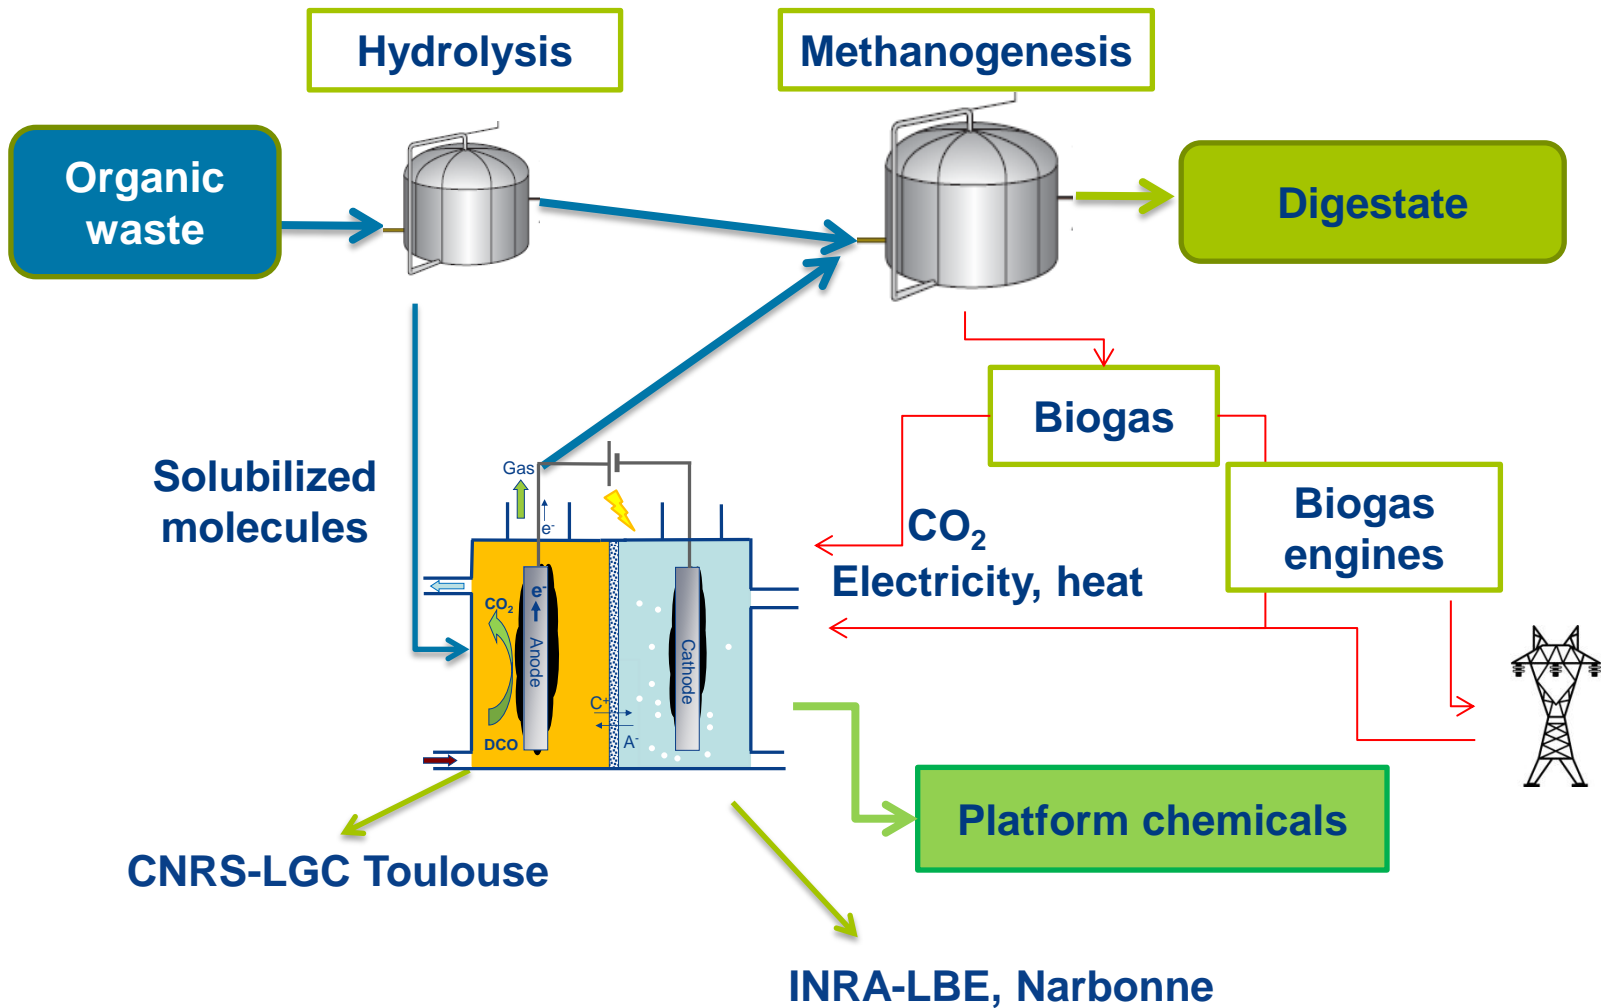 Hydrolysis
Methanogenesis
Organic
waste
Digestate
Biogas
Solubilized
molecules
Gas
e-
CO2
Electricity, heat
Biogas
engines
CO2
e-
Anode
Cathode
C+
A-
DCO
Platform chemicals
CNRS-LGC Toulouse
INRA-LBE, Narbonne